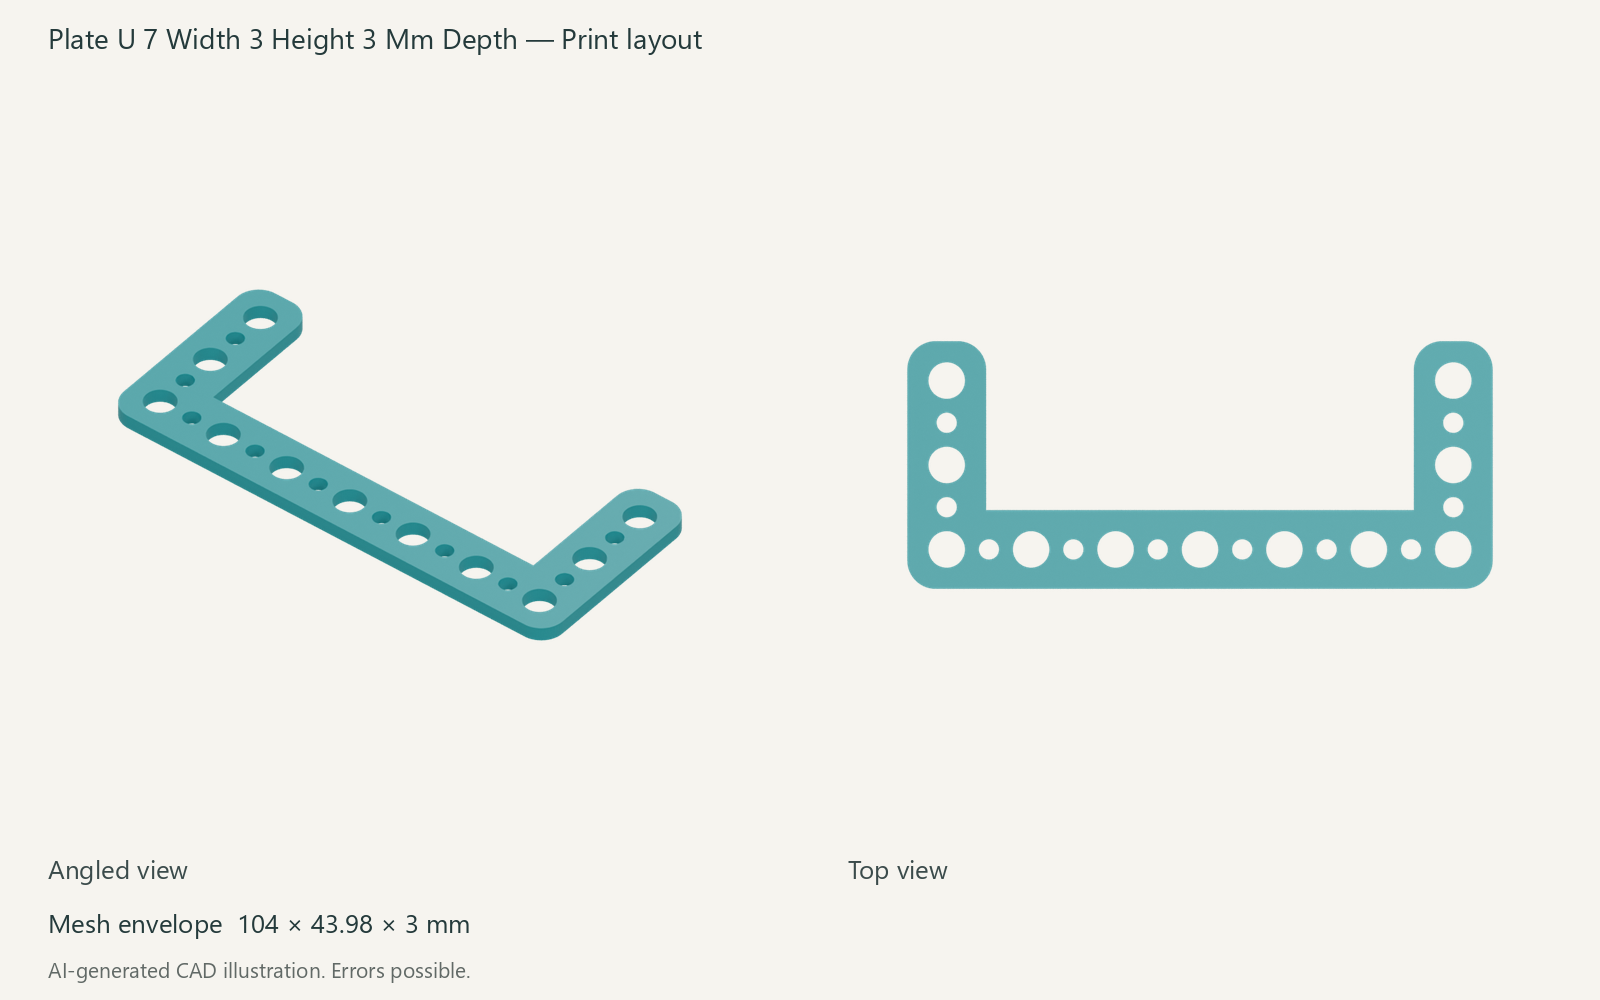 Plate U 7 Width 3 Height 3 Mm Depth — Print layout
Angled view
Top view
Mesh envelope  104 × 43.98 × 3 mm
AI-generated CAD illustration. Errors possible.